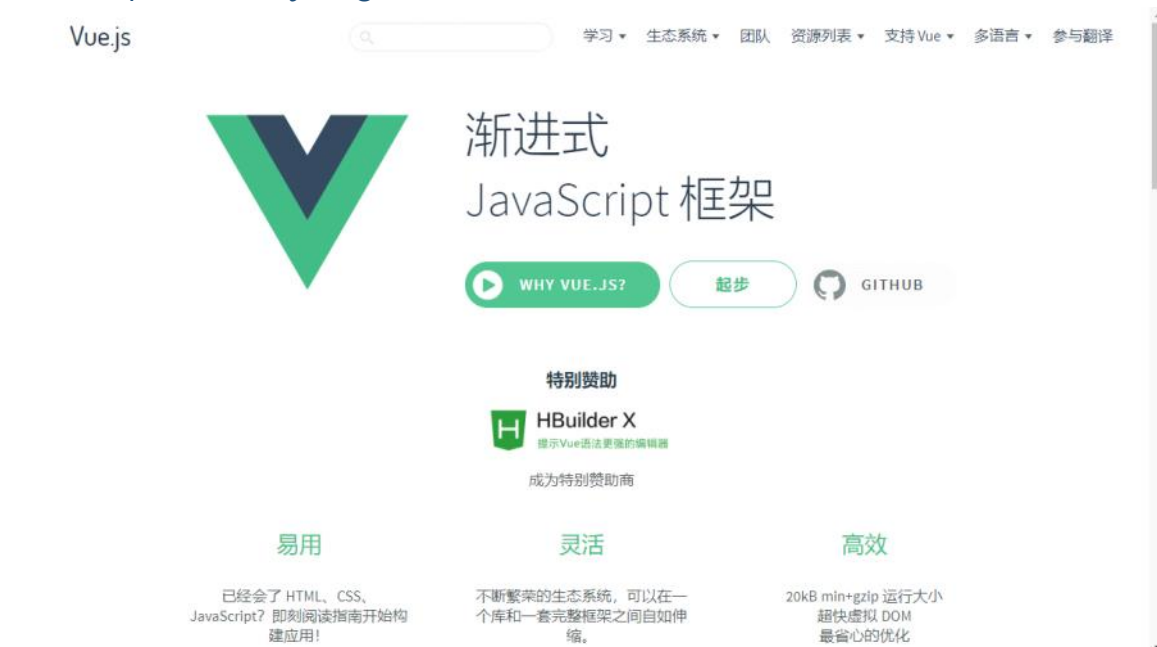 Vue.js
学习 生态系统 团队 资源列表 支持 Vue 多语言 参与翻译
渐进式
JavaScript 框架
WHY VUE.JS? 起步 GITHUB
特别赞助
H HBuilder X
提示Vue语法更强的编辑器
成为特别赞助商
易用
已经会了 HTML、CSS、
JavaScript？即刻阅读指南开始构
建应用！
灵活
不断繁荣的生态系统，可以在一
个库和一套完整框架之间自如伸
缩。
高效
20kB min+gzip 运行大小
超快虚拟 DOM
最省心的优化